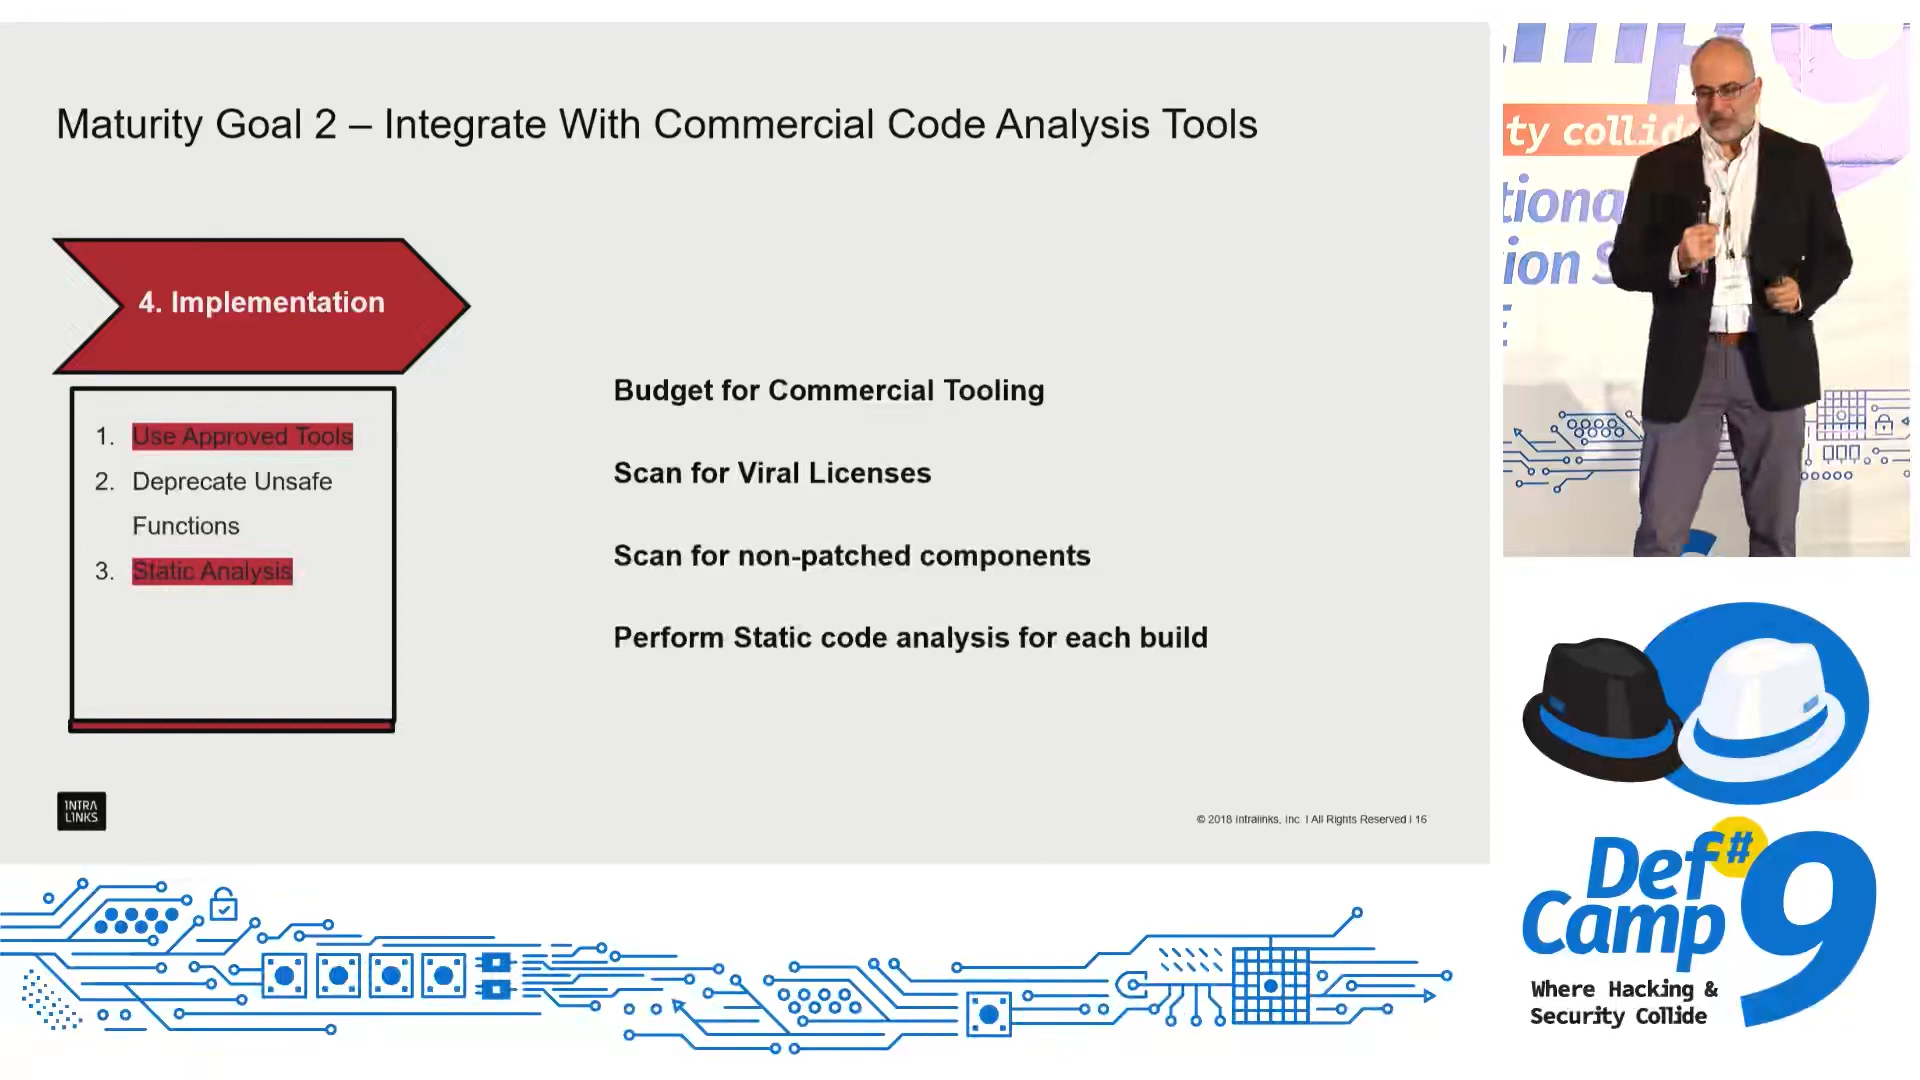 Maturity Goal 2 – Integrate With Commercial Code Analysis Tools
4. Implementation
1. Use Approved Tools
2. Deprecate Unsafe
Functions
3. Static Analysis
Budget for Commercial Tooling
Scan for Viral Licenses
Scan for non-patched components
Perform Static code analysis for each build
INTRA
LINKS
© 2018 Intralinks, Inc | All Rights Reserved | 16
ty collid
tiona
ion S
Def #9
Camp
Where Hacking &
Security Collide